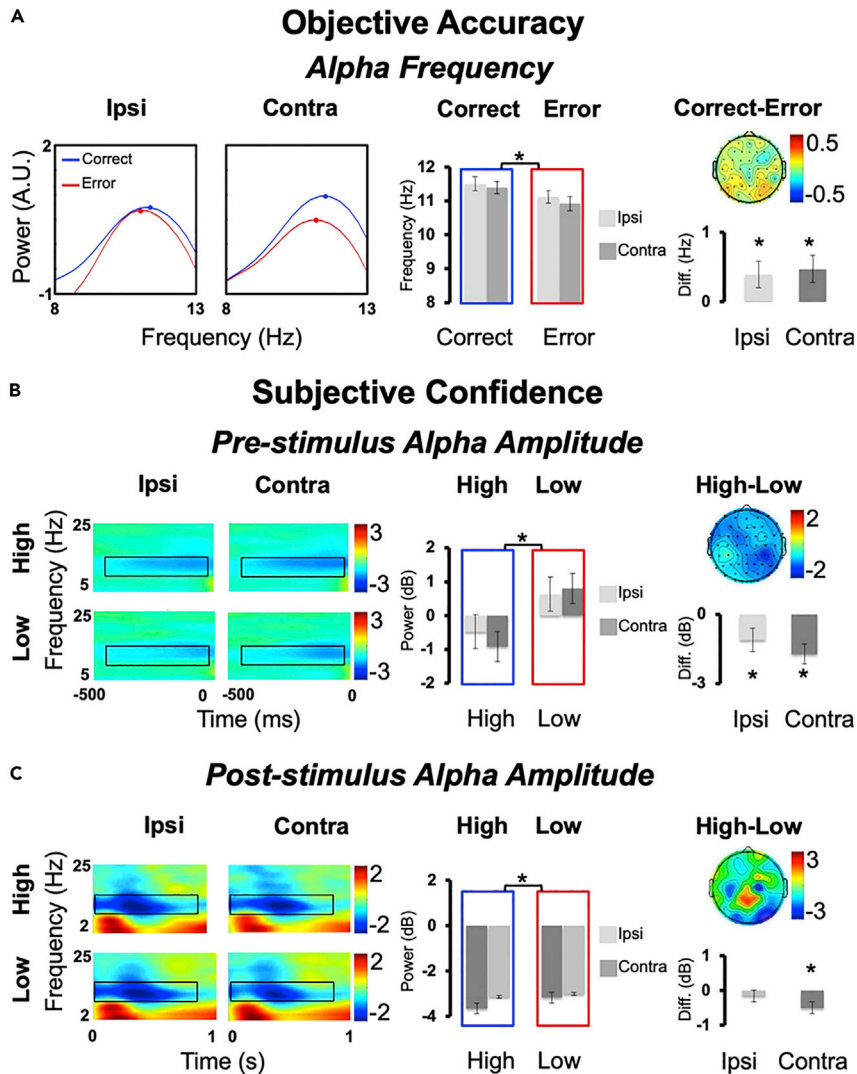 A
Objective Accuracy
Alpha Frequency
Ipsi Contra Correct Error Correct-Error
2
Correct
Error
Power (A.U.)
-1
8 13 8 13
Frequency (Hz)
12
11
10
9
8
Frequency (Hz)
*
Ipsi
Contra
Correct Error
0.5
-0.5
1
0
Diff. (Hz)
* *
Ipsi Contra
B
Subjective Confidence
Pre-stimulus Alpha Amplitude
Ipsi Contra High Low High-Low
High
Low
Frequency (Hz)
25
5
25
5
3
-3
3
-3
-500 0 -500 0
Time (ms)
2
1
0
-1
-2
Power (dB)
*
Ipsi
Contra
High Low
2
-2
0
-3
Diff. (dB)
* *
Ipsi Contra
C
Post-stimulus Alpha Amplitude
Ipsi Contra High Low High-Low
High
Low
Frequency (Hz)
25
2
25
2
2
-2
2
-2
0 1 0 1
Time (s)
2
0
-2
-4
Power (dB)
*
Ipsi
Contra
High Low
3
-3
1
0
-1
Diff. (dB)
*
Ipsi Contra